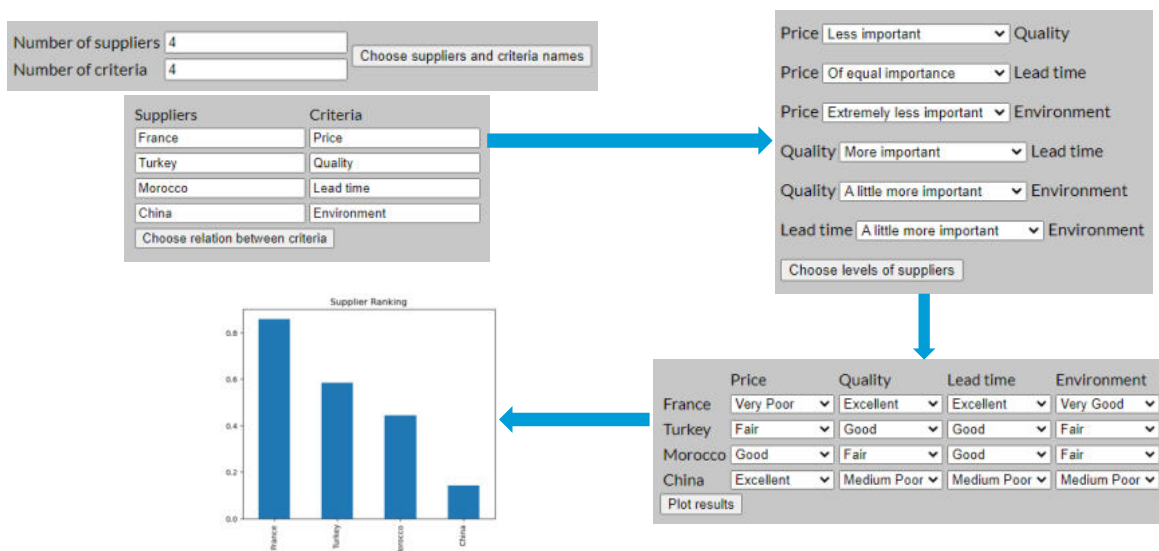 Number of suppliers 4
Number of criteria 4
Choose suppliers and criteria names
Suppliers Criteria
France Price
Turkey Quality
Morocco Lead time
China Environment
Choose relation between criteria
Price Less important Quality
Price Of equal importance Lead time
Price Extremely less important Environment
Quality More important Lead time
Quality A little more important Environment
Lead time A little more important Environment
Choose levels of suppliers
Price Quality Lead time Environment
France Very Poor Excellent Excellent Very Good
Turkey Fair Good Good Fair
Morocco Good Fair Good Fair
China Excellent Medium Poor Medium Poor Medium Poor
Plot results
Supplier Ranking
0.8
0.6
0.4
0.2
0.0
France
Turkey
orocco
China